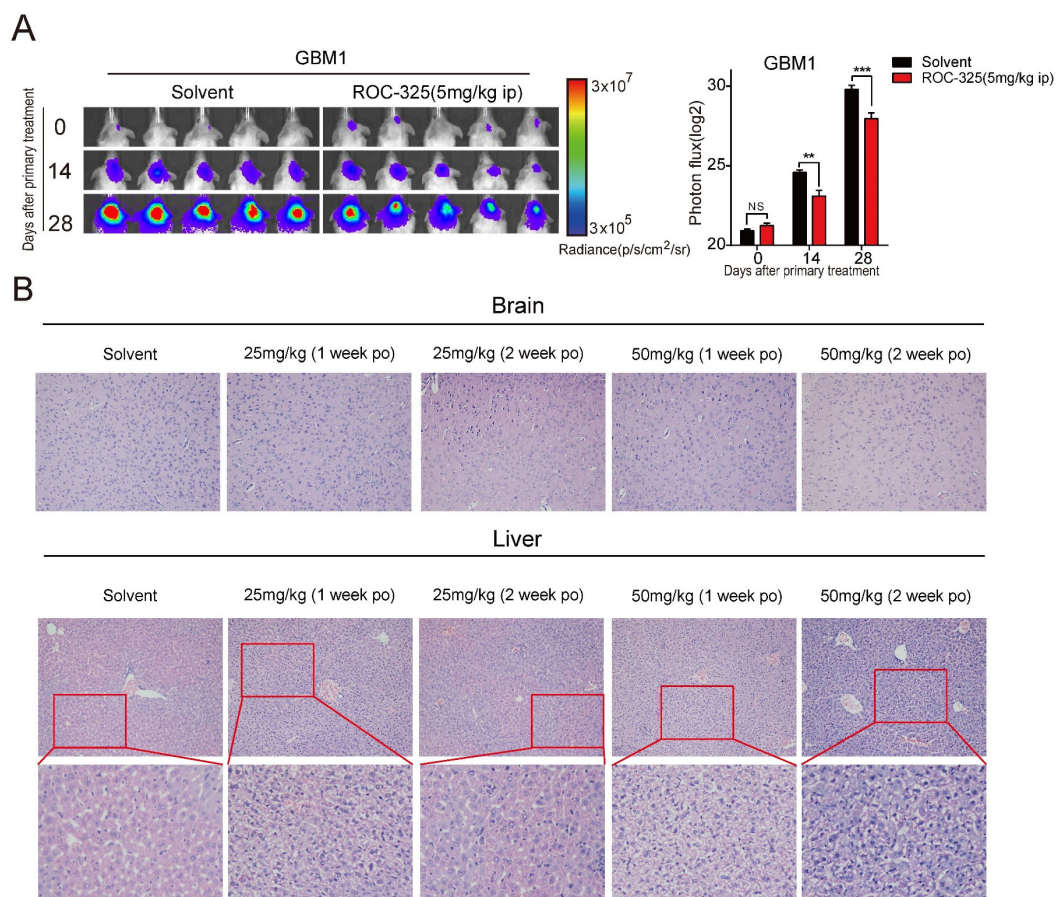 A
GBM1
Solvent
ROC-325(5mg/kg ip)
Days after primary treatment
0
14
28
3x10⁷
3x10⁵
Radiance(p/s/cm²/sr)
GBM1
Solvent
ROC-325(5mg/kg ip)
Photon flux(log2)
30
25
20
NS
**
***
0
14
28
Days after primary treatment
B
Brain
Solvent
25mg/kg (1 week po)
25mg/kg (2 week po)
50mg/kg (1 week po)
50mg/kg (2 week po)
Liver
Solvent
25mg/kg (1 week po)
25mg/kg (2 week po)
50mg/kg (1 week po)
50mg/kg (2 week po)